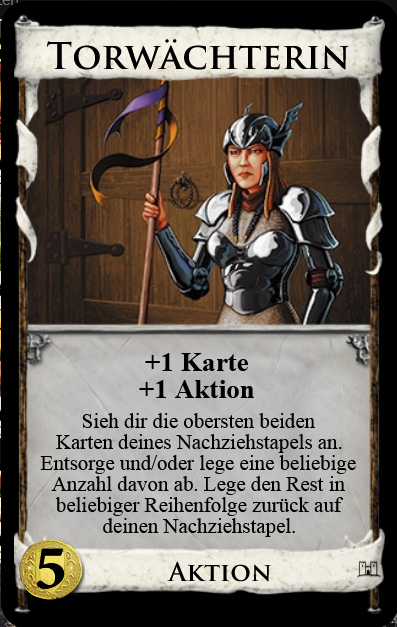 Torwächterin
+1 Karte
+1 Aktion
Sieh dir die obersten beiden
Karten deines Nachziehstapels an.
Entsorge und/oder lege eine beliebige
Anzahl davon ab. Lege den Rest in
beliebiger Reihenfolge zurück auf
deinen Nachziehstapel.
5
Aktion